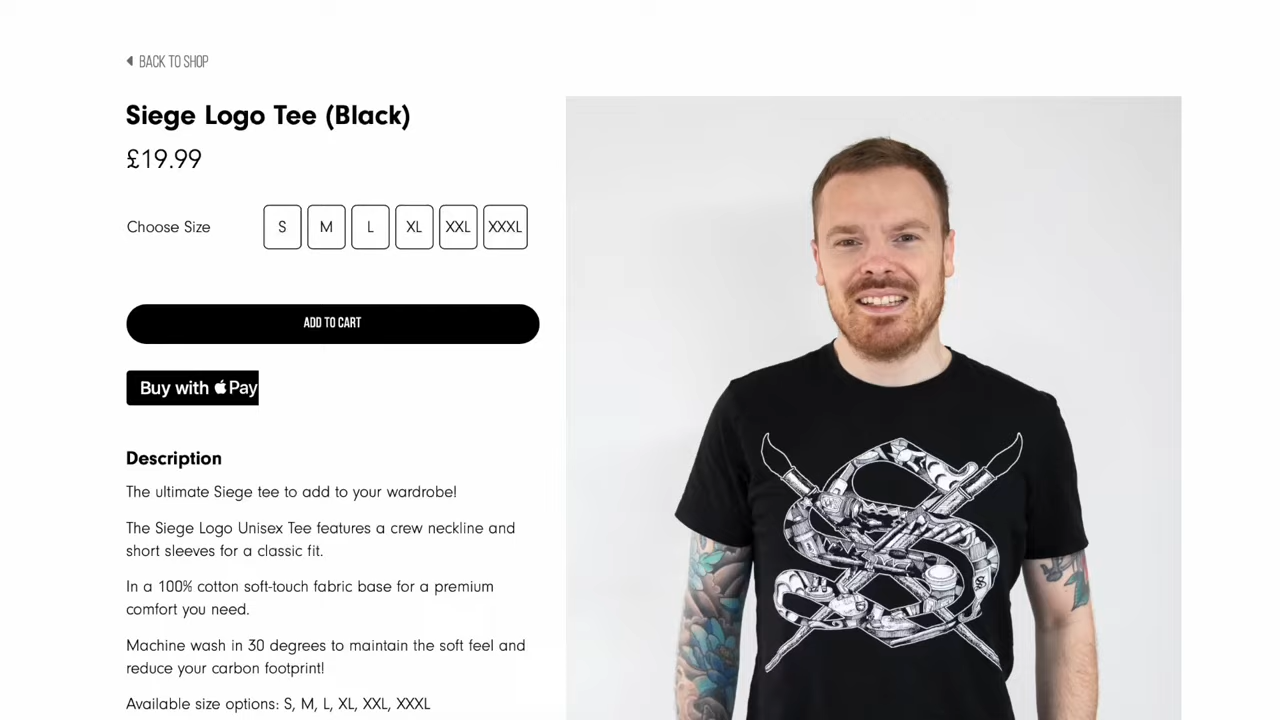 BACK TO SHOP
Siege Logo Tee (Black)
£19.99
Choose Size S M L XL XXL XXXL
ADD TO CART
Buy with Pay
Description
The ultimate Siege tee to add to your wardrobe!
The Siege Logo Unisex Tee features a crew neckline and
short sleeves for a classic fit.
In a 100% cotton soft-touch fabric base for a premium
comfort you need.
Machine wash in 30 degrees to maintain the soft feel and
reduce your carbon footprint!
Available size options: S, M, L, XL, XXL, XXXL